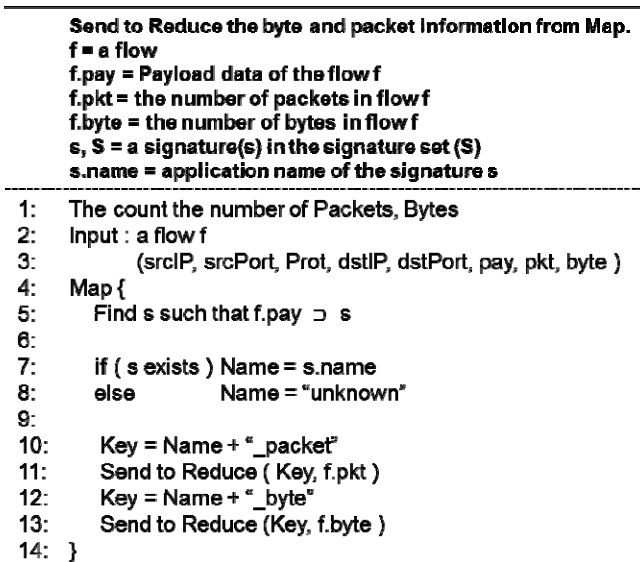 Send to Reduce the byte and packet information from Map.
f = a flow
f.pay = Payload data of the flow f
f.pkt = the number of packets in flow f
f.byte = the number of bytes in flow f
s, S = a signature(s) in the signature set (S)
s.name = application name of the signature s
1: The count the number of Packets, Bytes
2: Input : a flow f
3: (srcIP, srcPort, Prot, dstIP, dstPort, pay, pkt, byte )
4: Map {
5: Find s such that f.pay ⊃ s
6:
7: if ( s exists ) Name = s.name
8: else Name = "unknown"
9:
10: Key = Name + "_packet"
11: Send to Reduce ( Key, f.pkt )
12: Key = Name + "_byte"
13: Send to Reduce (Key, f.byte )
14: }